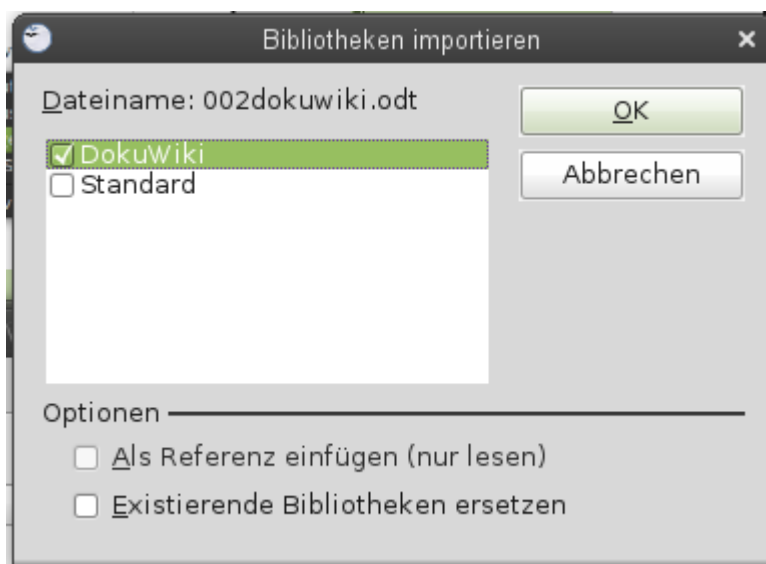 Bibliotheken importieren
Dateiname: 002dokuwiki.odt
OK
DokuWiki
Standard
Abbrechen
Optionen
Als Referenz einfügen (nur lesen)
Existierende Bibliotheken ersetzen